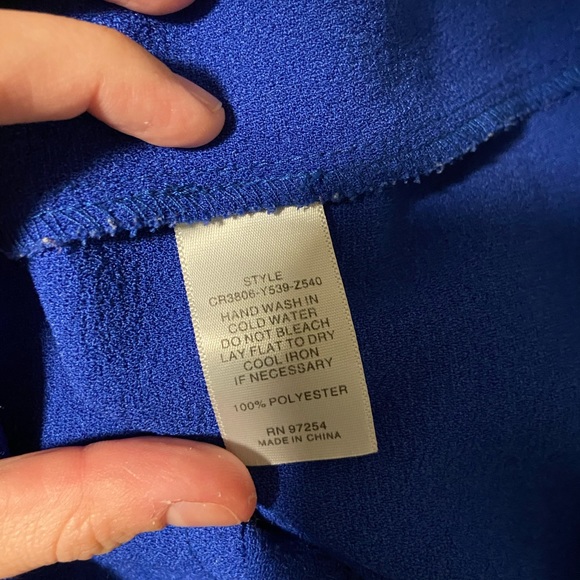 STYLE
CR3806-Y539-Z540
HAND WASH IN
COLD WATER
DO NOT BLEACH
LAY FLAT TO DRY
COOL IRON
IF NECESSARY
100% POLYESTER
RN 97254
MADE IN CHINA